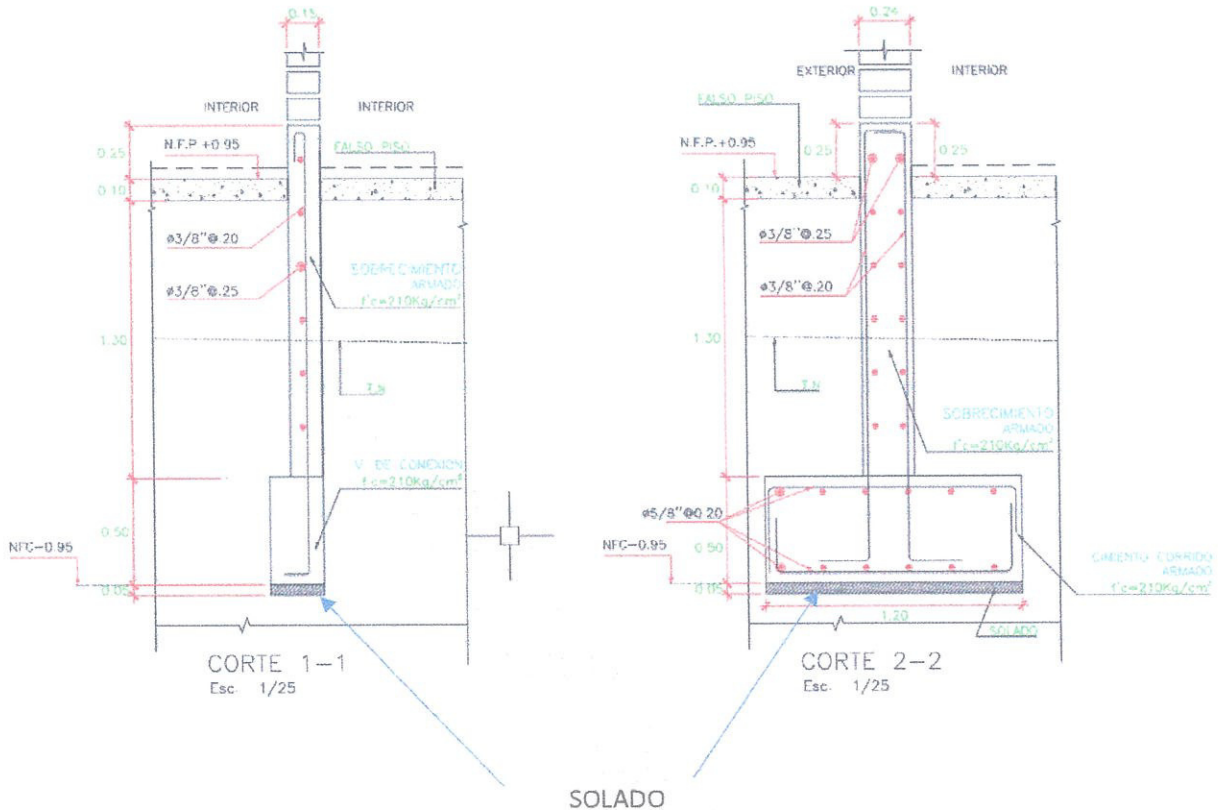 0.15
INTERIOR
INTERIOR
N.F.P +0.95
FALSO PISO
0.25
0.10
ø3/8"@.20
ø3/8"@.25
SOBRECIMIENTO
ARMADO
f'c=210Kg/cm²
1.30
T.N
V. DE CONEXION
f'c=210Kg/cm²
0.50
NFC-0.95
0.05
CORTE 1-1
Esc. 1/25
0.24
EXTERIOR
INTERIOR
FALSO PISO
N.F.P.+0.95
0.25
0.25
0.10
ø3/8"@.25
ø3/8"@.20
1.30
T.N
SOBRECIMIENTO
ARMADO
f'c=210Kg/cm²
ø5/8"@0.20
0.50
NFC-0.95
CIMIENTO CORRIDO
ARMADO
f'c=210Kg/cm²
0.05
1.20
SOLADO
CORTE 2-2
Esc. 1/25
SOLADO